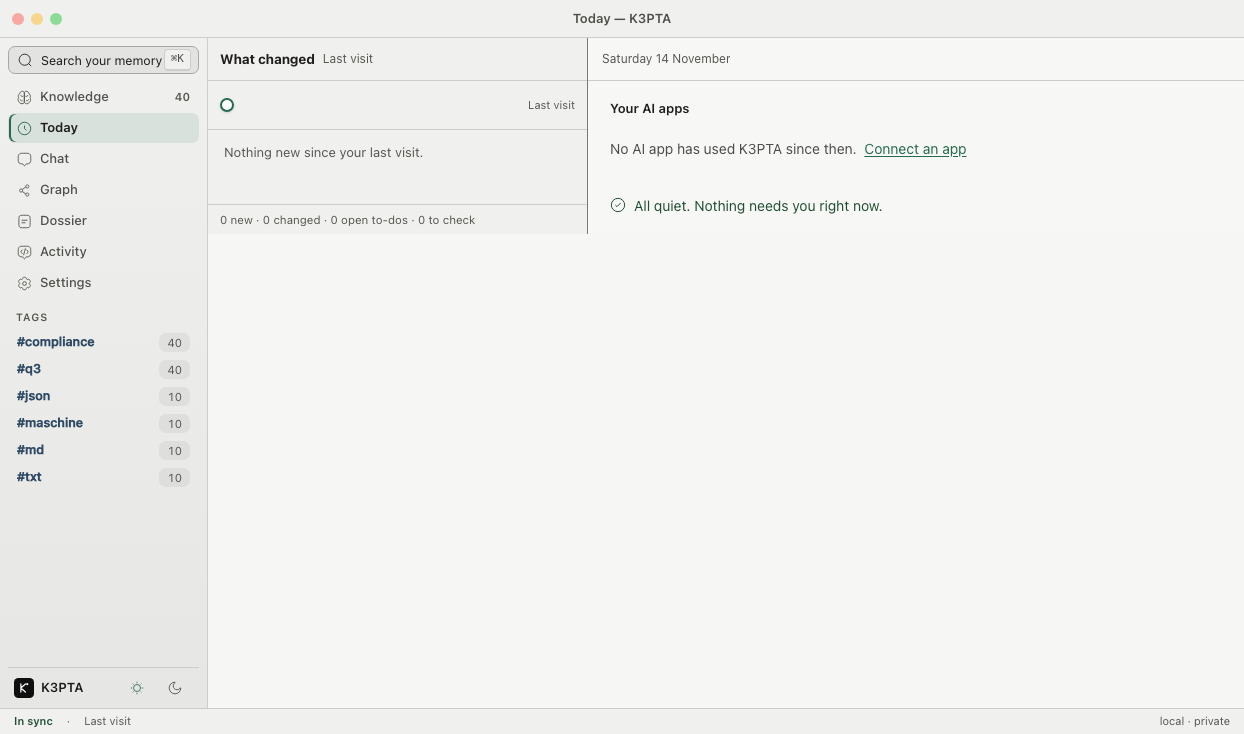 Today — K3PTA
Search your memory ⌘K
Knowledge 40
Today
Chat
Graph
Dossier
Activity
Settings
TAGS
#compliance 40
#q3 40
#json 10
#maschine 10
#md 10
#txt 10
K3PTA
What changed Last visit
Last visit
Nothing new since your last visit.
0 new · 0 changed · 0 open to-dos · 0 to check
Saturday 14 November
Your AI apps
No AI app has used K3PTA since then. Connect an app
All quiet. Nothing needs you right now.
In sync · Last visit
local · private